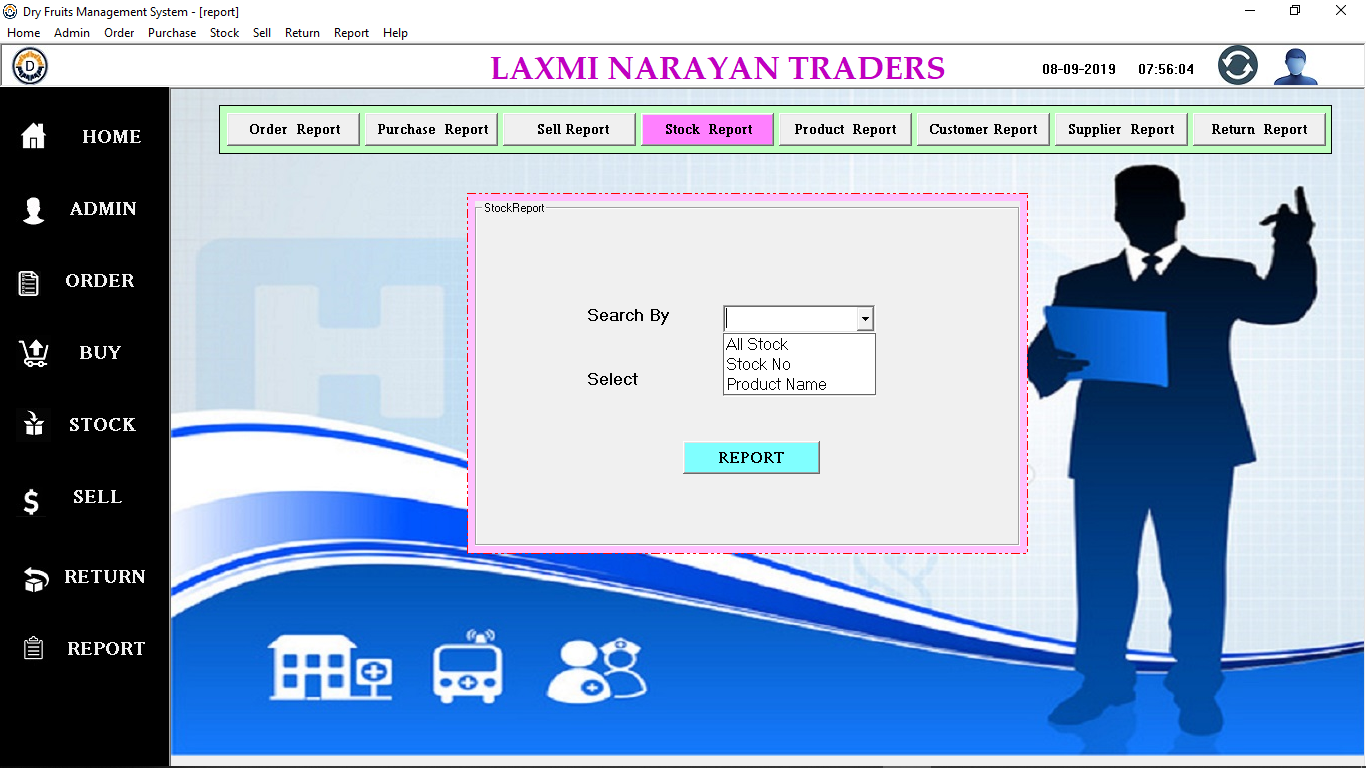 Dry Fruits Management System - [report]
Home Admin Order Purchase Stock Sell Return Report Help
D
LAXMI NARAYAN TRADERS
08-09-2019 07:56:04
HOME
ADMIN
ORDER
BUY
STOCK
SELL
RETURN
REPORT
Order Report Purchase Report Sell Report Stock Report Product Report Customer Report Supplier Report Return Report
StockReport
Search By
All Stock
Stock No
Select
Product Name
REPORT
H